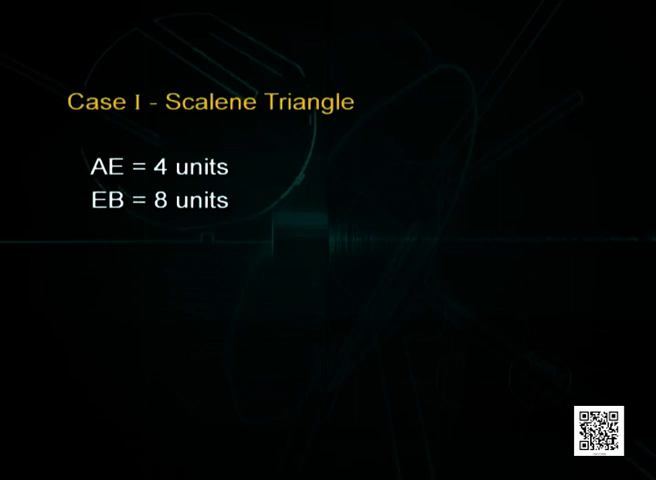 Case I - Scalene Triangle
AE = 4 units
EB = 8 units